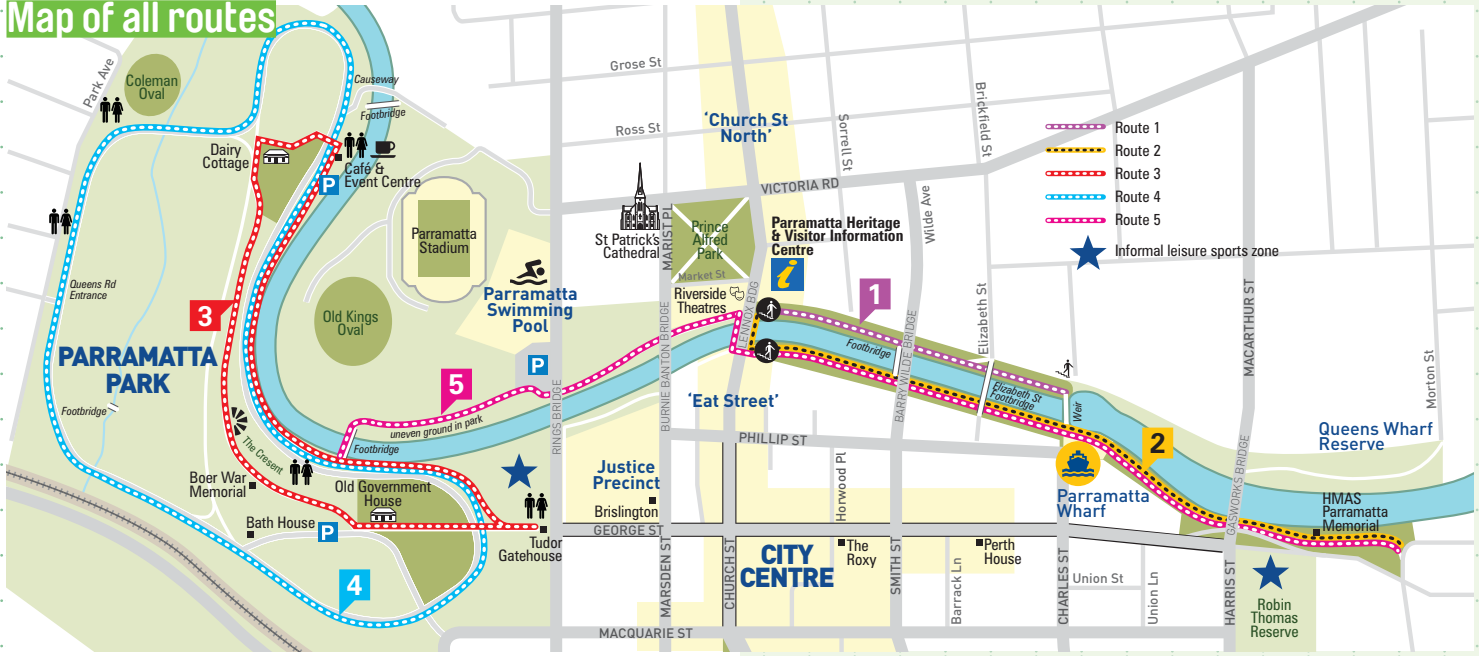 Map of all routes
Park Ave
Coleman
Oval
Causeway
Footbridge
Dairy
Cottage
Café &
Event Centre
P
Parramatta
Stadium
Queens Rd
Entrance
3
Old Kings
Oval
PARRAMATTA
PARK
Footbridge
The Cresent
Boer War
Memorial
Old Government
House
Bath House
P
Tudor
Gatehouse
4
5
uneven ground in park
Footbridge
Parramatta
Swimming
Pool
P
RINGS BRIDGE
Grose St
Ross St
'Church St
North'
Sorrell St
Brickfield St
VICTORIA RD
St Patrick's
Cathedral
MARIST PL
Prince
Alfred
Park
Market St
Riverside
Theatres
LENNOX BDG
Parramatta Heritage
& Visitor Information
Centre
i
Wilde Ave
1
BURNIE BANTON BRIDGE
Footbridge
BARRY WILDE BRIDGE
Elizabeth St
Elizabeth St
Footbridge
Weir
'Eat Street'
PHILLIP ST
Justice
Precinct
Brislington
GEORGE ST
CITY
CENTRE
Horwood Pl
The
Roxy
SMITH ST
Perth
House
Barrack Ln
CHARLES ST
Union St
Union Ln
HARRIS ST
MARSDEN ST
CHURCH ST
MACQUARIE ST
Parramatta
Wharf
2
GASWORKS BRIDGE
MACARTHUR ST
Morton St
Queens Wharf
Reserve
HMAS
Parramatta
Memorial
Robin
Thomas
Reserve
Route 1
Route 2
Route 3
Route 4
Route 5
Informal leisure sports zone